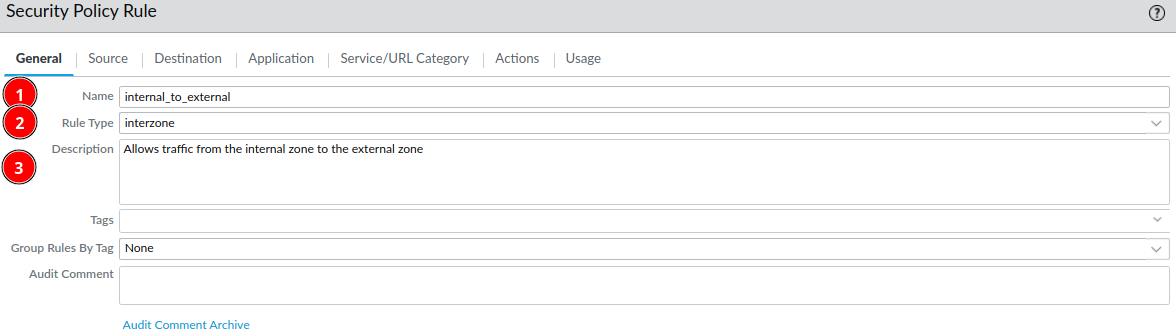 Security Policy Rule
?
General Source Destination Application Service/URL Category Actions Usage
1 Name internal_to_external
2 Rule Type interzone
Description Allows traffic from the internal zone to the external zone
3
Tags
Group Rules By Tag None
Audit Comment
Audit Comment Archive